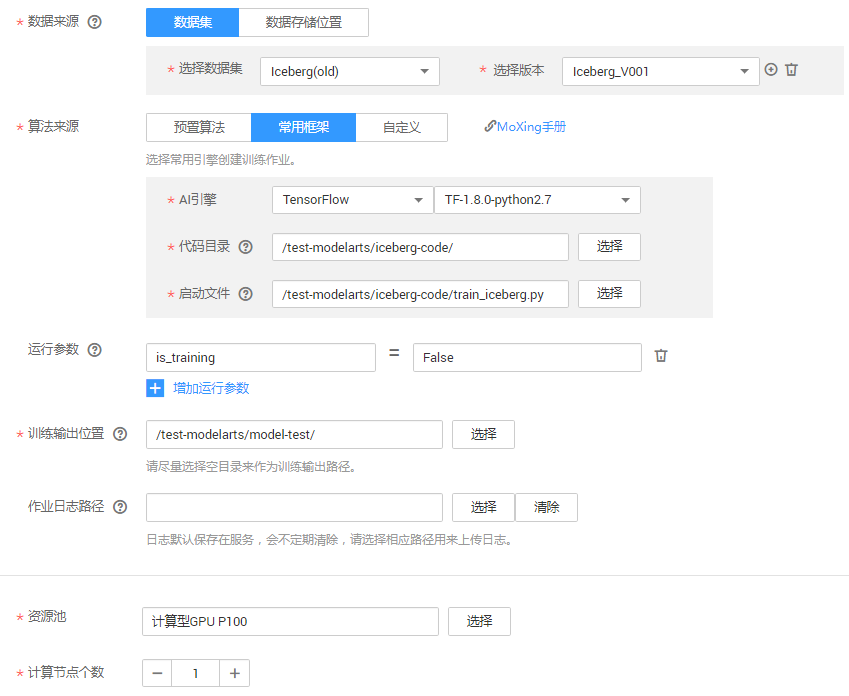 * 数据来源 ? 数据集 数据存储位置
* 选择数据集 Iceberg(old) * 选择版本 Iceberg_V001
* 算法来源 预置算法 常用框架 自定义 MoXing手册
选择常用引擎创建训练作业。
* AI引擎 TensorFlow TF-1.8.0-python2.7
* 代码目录 ? /test-modelarts/iceberg-code/ 选择
* 启动文件 ? /test-modelarts/iceberg-code/train_iceberg.py 选择
运行参数 ? is_training = False
+ 增加运行参数
* 训练输出位置 ? /test-modelarts/model-test/ 选择
请尽量选择空目录来作为训练输出路径。
作业日志路径 ? 选择 清除
日志默认保存在服务，会不定期清除，请选择相应路径用来上传日志。
* 资源池 计算型GPU P100 选择
* 计算节点个数 − 1 +